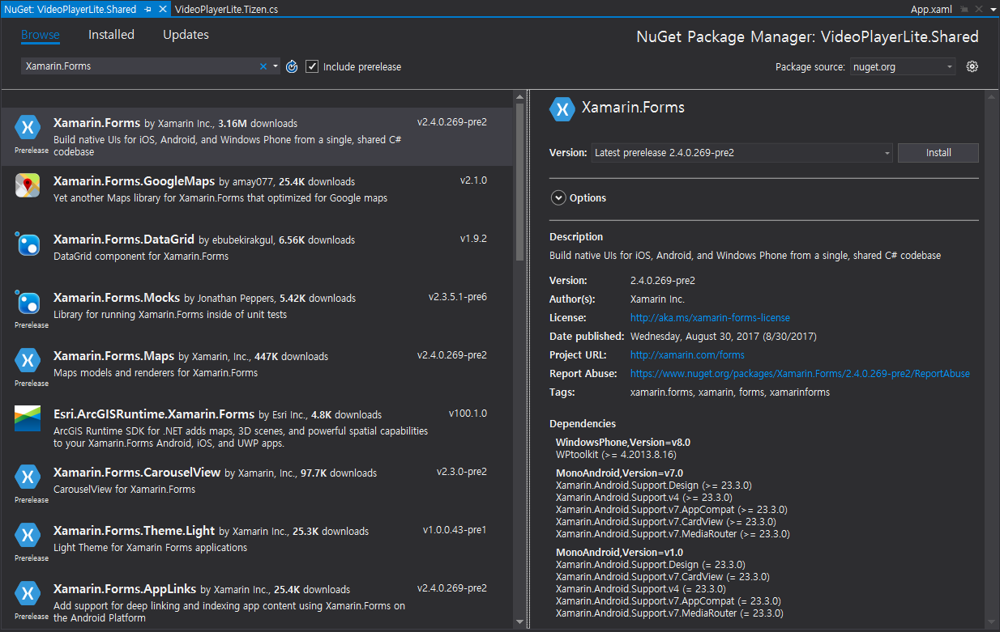 NuGet: VideoPlayerLite.Shared
VideoPlayerLite.Tizen.cs
App.xaml
Browse
Installed
Updates
NuGet Package Manager: VideoPlayerLite.Shared
Xamarin.Forms
Include prerelease
Package source: nuget.org
Xamarin.Forms by Xamarin Inc., 3.16M downloads
v2.4.0.269-pre2
Build native UIs for iOS, Android, and Windows Phone from a single, shared C#
Prerelease
codebase
Xamarin.Forms.GoogleMaps by amay077, 25.4K downloads
v2.1.0
Yet another Maps library for Xamarin.Forms that optimized for Google maps
Xamarin.Forms.DataGrid by ebubekirakgul, 6.56K downloads
v1.9.2
DataGrid component for Xamarin.Forms
Xamarin.Forms.Mocks by Jonathan Peppers, 5.42K downloads
v2.3.5.1-pre6
Library for running Xamarin.Forms inside of unit tests
Prerelease
Xamarin.Forms.Maps by Xamarin, Inc., 447K downloads
v2.4.0.269-pre2
Maps models and renderers for Xamarin.Forms
Prerelease
Esri.ArcGISRuntime.Xamarin.Forms by Esri Inc., 4.8K downloads
v100.1.0
ArcGIS Runtime SDK for .NET adds maps, 3D scenes, and powerful spatial capabilities
to your Xamarin.Forms Android, iOS, and UWP apps.
Xamarin.Forms.CarouselView by Xamarin, Inc., 97.7K downloads
v2.3.0-pre2
CarouselView for Xamarin.Forms
Prerelease
Xamarin.Forms.Theme.Light by Xamarin Inc., 25.3K downloads
v1.0.0.43-pre1
Light Theme for Xamarin Forms applications
Prerelease
Xamarin.Forms.AppLinks by Xamarin Inc., 25.4K downloads
v2.4.0.269-pre2
Add support for deep linking and indexing app content using Xamarin.Forms on
Prerelease
the Android Platform
Xamarin.Forms
Version: Latest prerelease 2.4.0.269-pre2
Install
Options
Description
Build native UIs for iOS, Android, and Windows Phone from a single, shared C# codebase
Version: 2.4.0.269-pre2
Author(s): Xamarin Inc.
License: http://aka.ms/xamarin-forms-license
Date published: Wednesday, August 30, 2017 (8/30/2017)
Project URL: http://xamarin.com/forms
Report Abuse: https://www.nuget.org/packages/Xamarin.Forms/2.4.0.269-pre2/ReportAbuse
Tags: xamarin.forms, xamarin, forms, xamarinforms
Dependencies
WindowsPhone,Version=v8.0
WPtoolkit (>= 4.2013.8.16)
MonoAndroid,Version=v7.0
Xamarin.Android.Support.Design (>= 23.3.0)
Xamarin.Android.Support.v4 (>= 23.3.0)
Xamarin.Android.Support.v7.AppCompat (>= 23.3.0)
Xamarin.Android.Support.v7.CardView (>= 23.3.0)
Xamarin.Android.Support.v7.MediaRouter (>= 23.3.0)
MonoAndroid,Version=v1.0
Xamarin.Android.Support.Design (= 23.3.0)
Xamarin.Android.Support.v7.CardView (= 23.3.0)
Xamarin.Android.Support.v4 (= 23.3.0)
Xamarin.Android.Support.v7.AppCompat (= 23.3.0)
Xamarin.Android.Support.v7.MediaRouter (= 23.3.0)